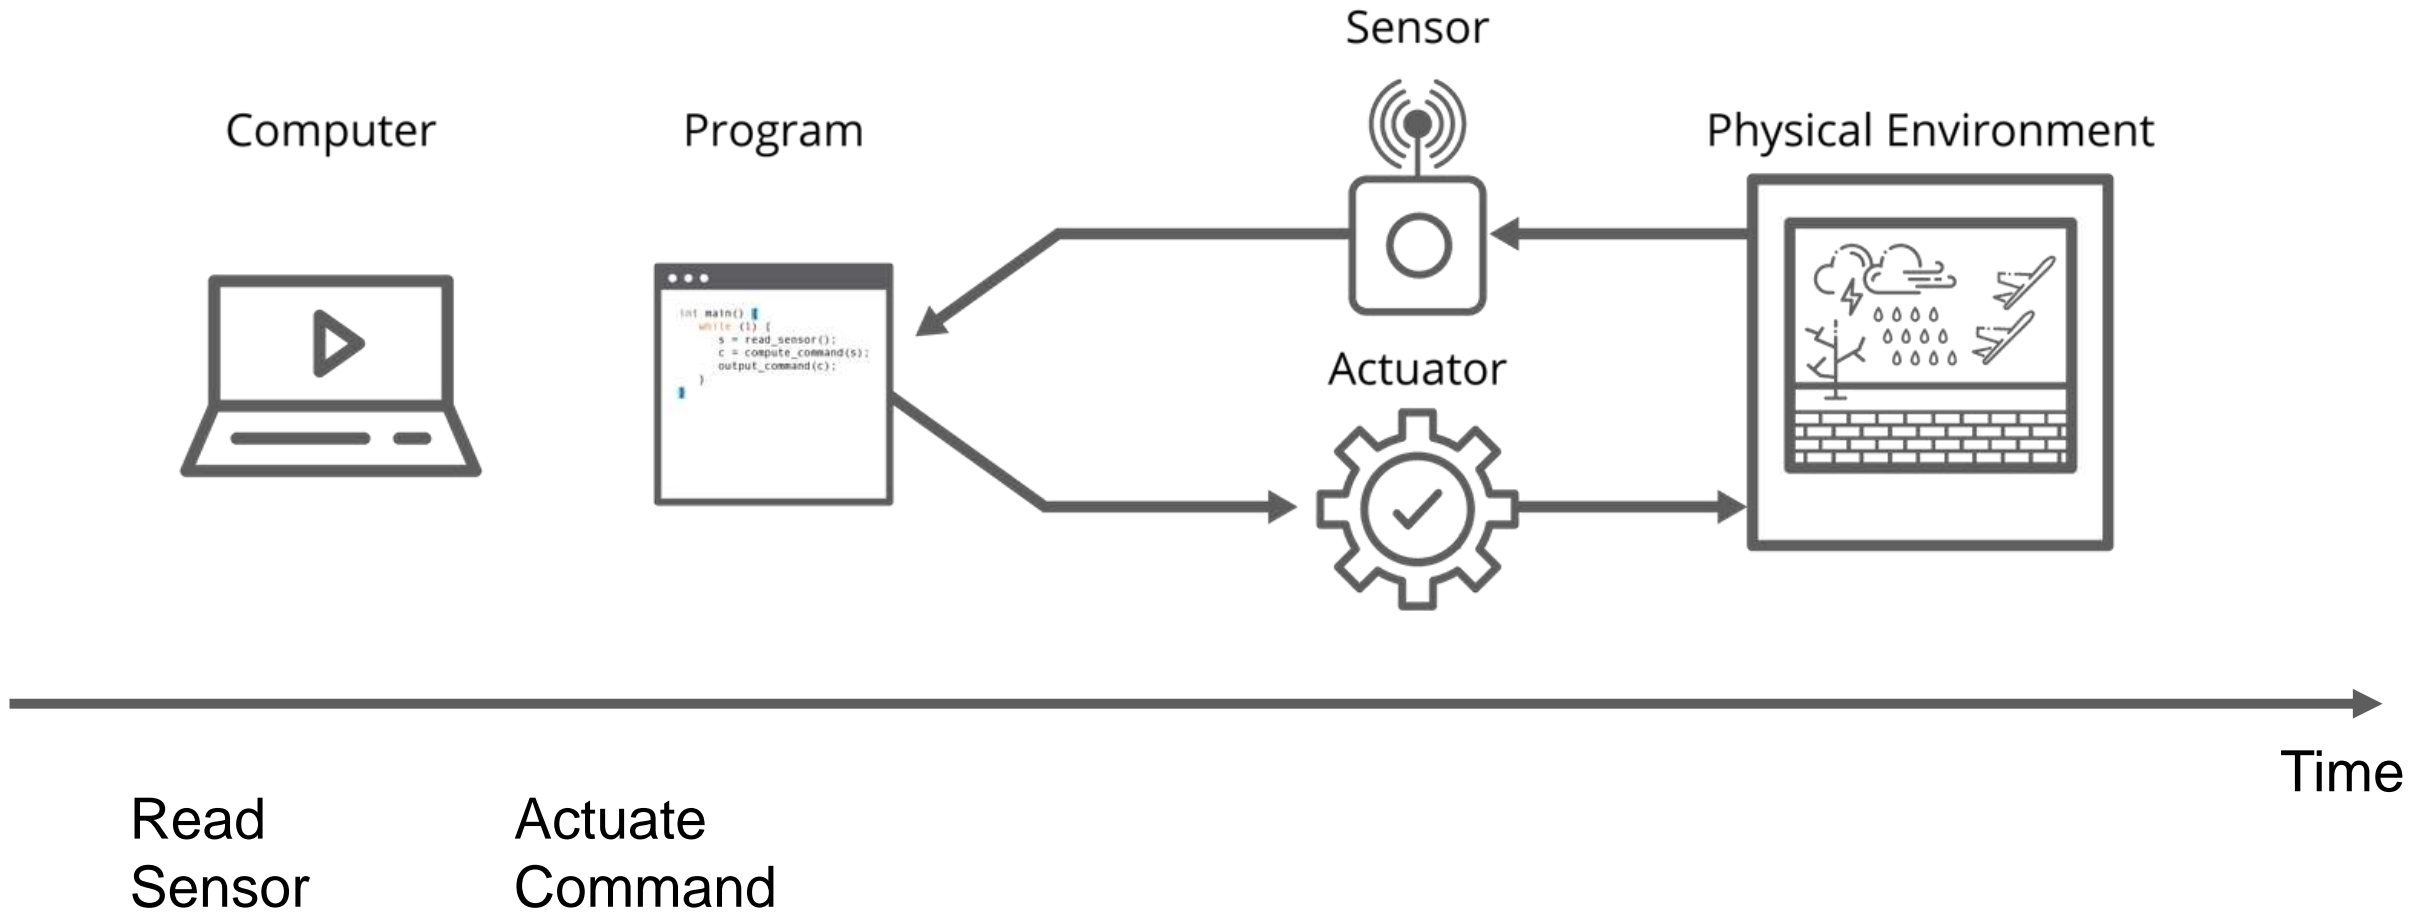 Sensor
Computer
Program
Physical Environment
int main() {
while (1) {
s = read_sensor();
c = compute_command(s);
output_command(c);
}
}
Actuator
Time
Read
Sensor
Actuate
Command